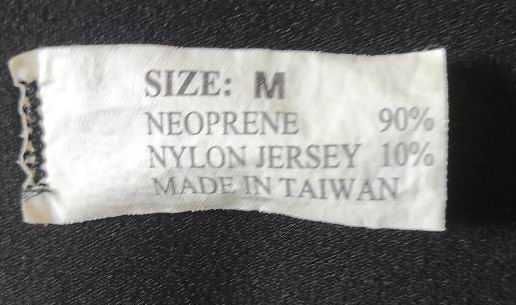 SIZE: M
NEOPRENE 90%
NYLON JERSEY 10%
MADE IN TAIWAN